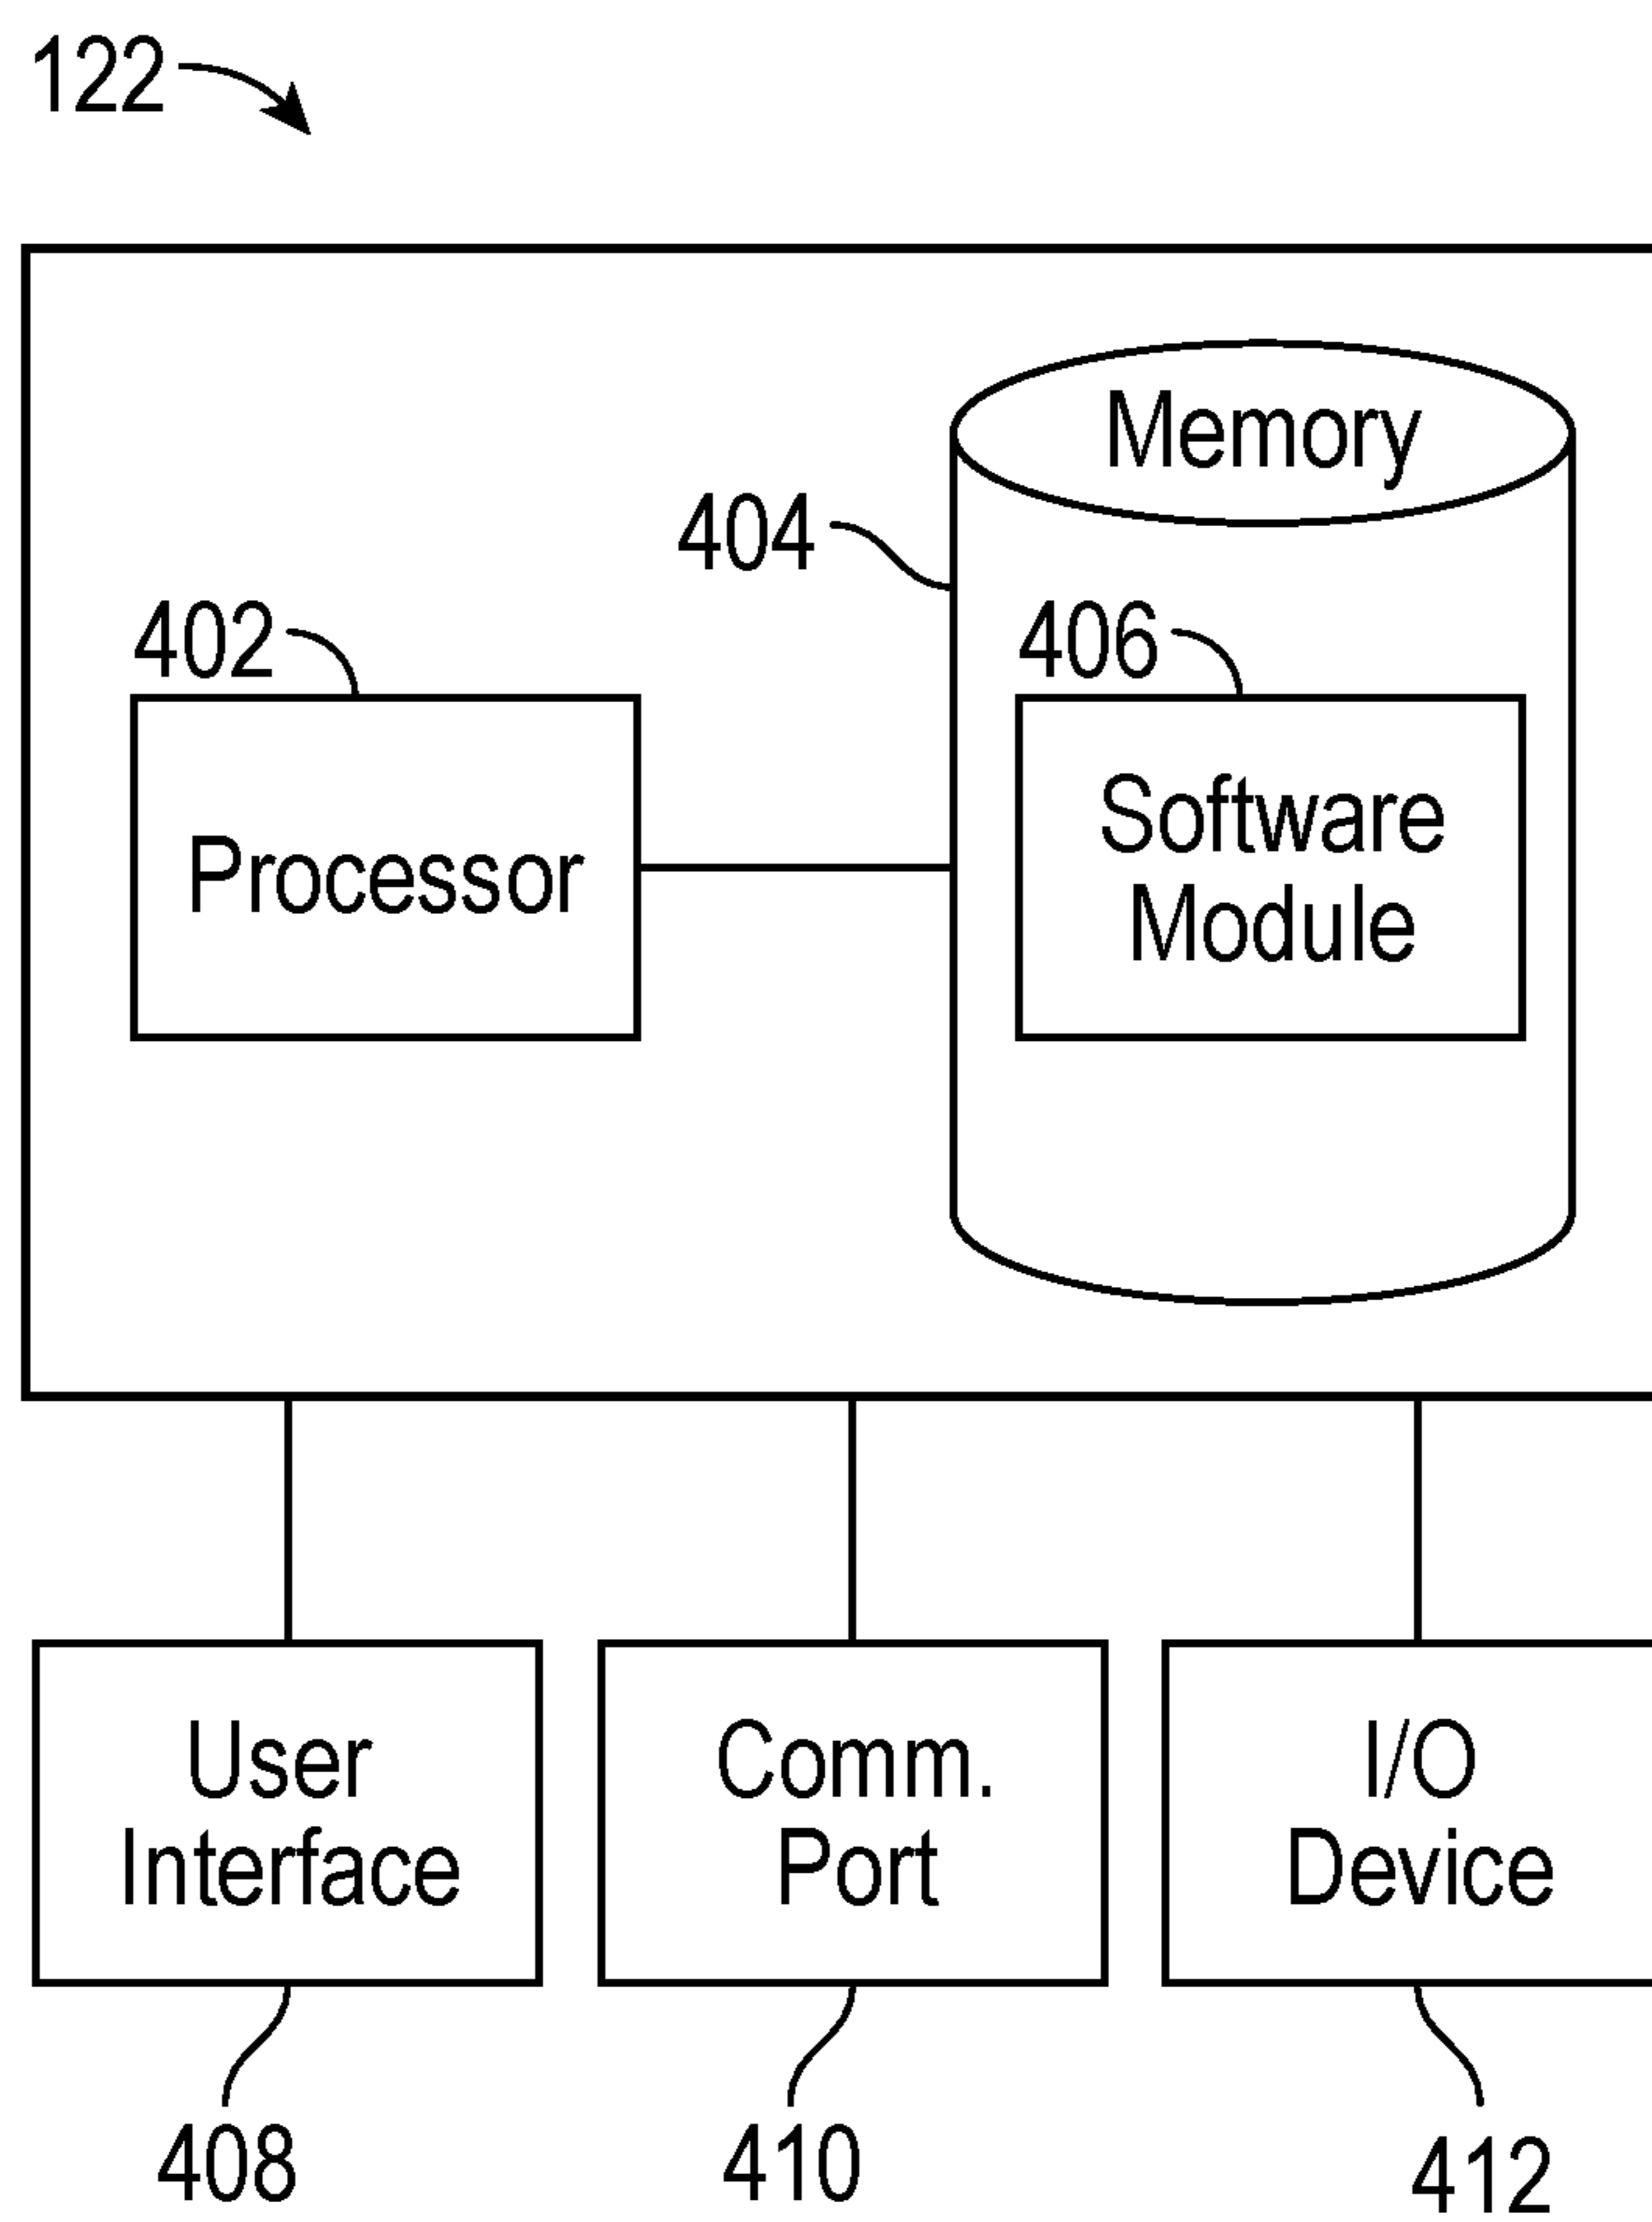 122
Memory
404
402
406
Processor
Software
Module
User
Interface
Comm.
Port
I/O
Device
408
410
412